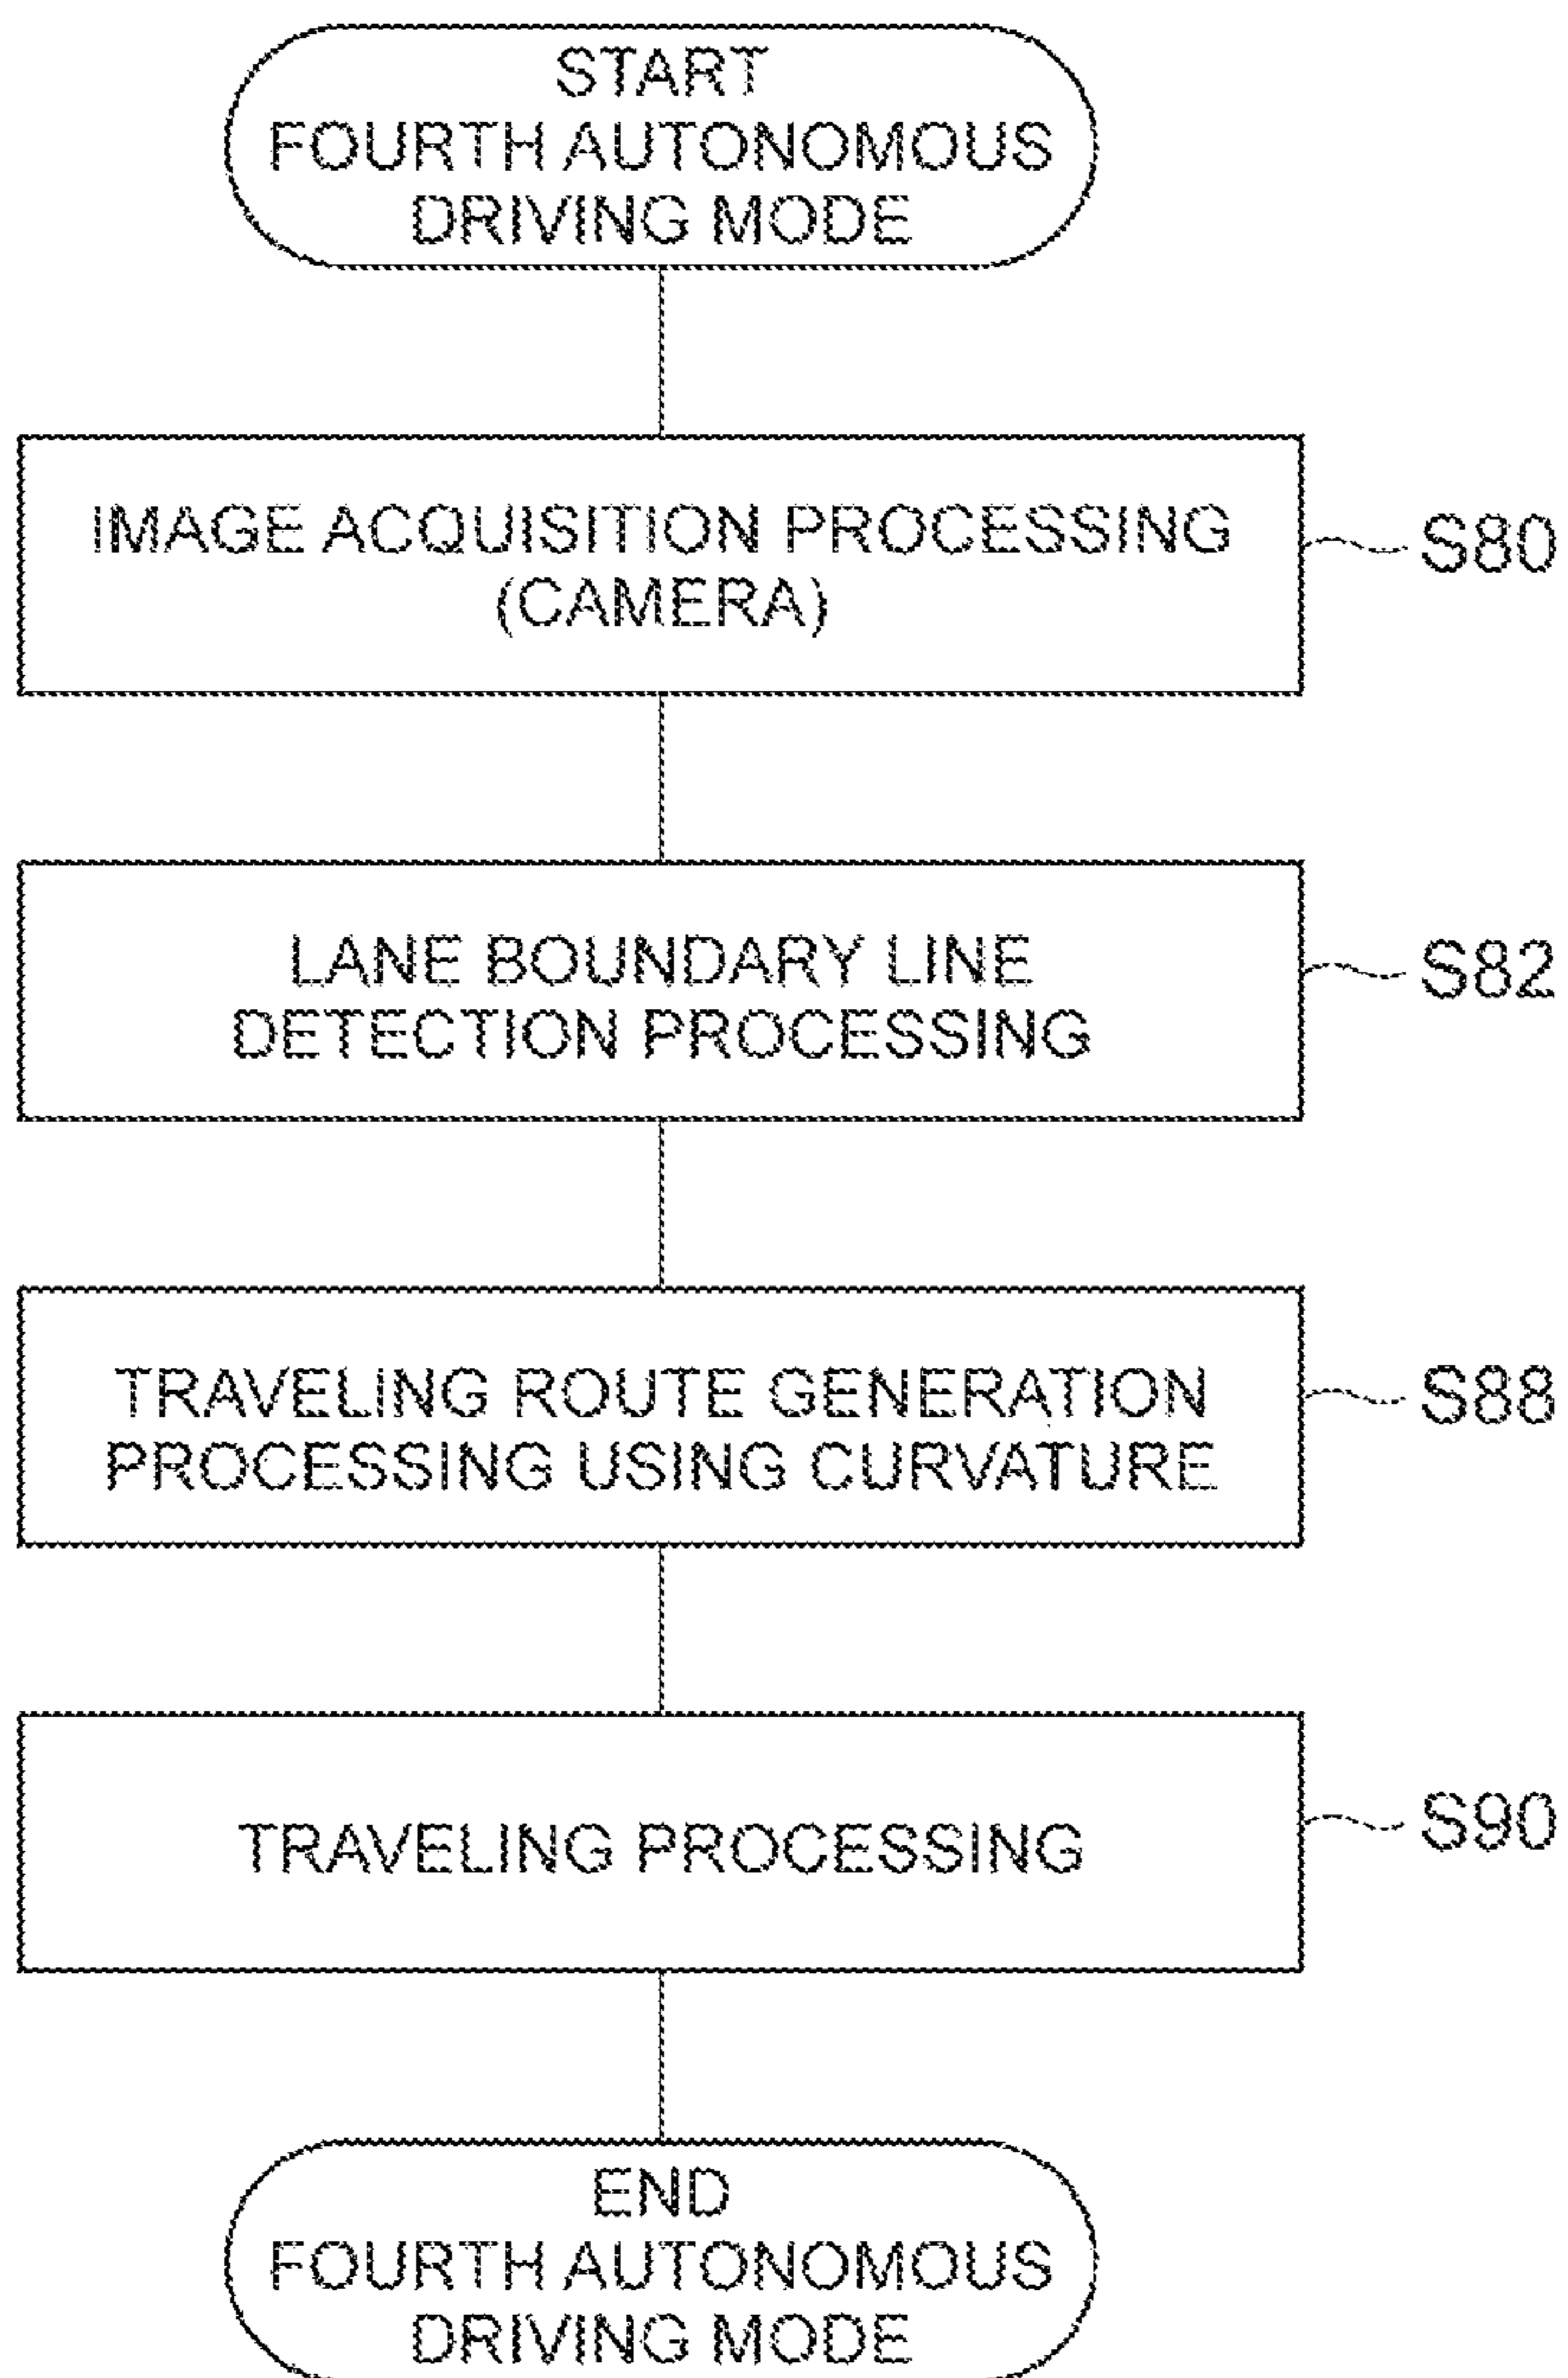 START
FOURTH AUTONOMOUS
DRIVING MODE
IMAGE ACQUISITION PROCESSING
(CAMERA)
S80
LANE BOUNDARY LINE
DETECTION PROCESSING
S82
TRAVELING ROUTE GENERATION
PROCESSING USING CURVATURE
S88
TRAVELING PROCESSING
S90
END
FOURTH AUTONOMOUS
DRIVING MODE